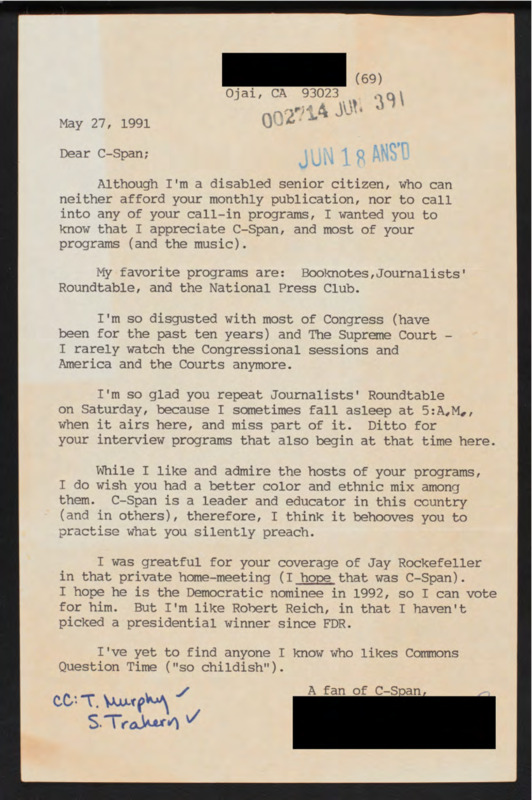 (69)
Ojai, CA 93023
002714 JUN 391
May 27, 1991
JUN 18 ANS'D
Dear C-Span;
Although I'm a disabled senior citizen, who can
neither afford your monthly publication, nor to call
into any of your call-in programs, I wanted you to
know that I appreciate C-Span, and most of your
programs (and the music).
My favorite programs are: Booknotes,Journalists'
Roundtable, and the National Press Club.
I'm so disgusted with most of Congress (have
been for the past ten years) and The Supreme Court -
I rarely watch the Congressional sessions and
America and the Courts anymore.
I'm so glad you repeat Journalists' Roundtable
on Saturday, because I sometimes fall asleep at 5:A.M.,
when it airs here, and miss part of it. Ditto for
your interview programs that also begin at that time here.
While I like and admire the hosts of your programs,
I do wish you had a better color and ethnic mix among
them. C-Span is a leader and educator in this country
(and in others), therefore, I think it behooves you to
practise what you silently preach.
I was greatful for your coverage of Jay Rockefeller
in that private home-meeting (I hope that was C-Span).
I hope he is the Democratic nominee in 1992, so I can vote
for him. But I'm like Robert Reich, in that I haven't
picked a presidential winner since FDR.
I've yet to find anyone I know who likes Commons
Question Time ("so childish").
A fan of C-Span,
CC: T. Murphy ✓
S. Trahern ✓